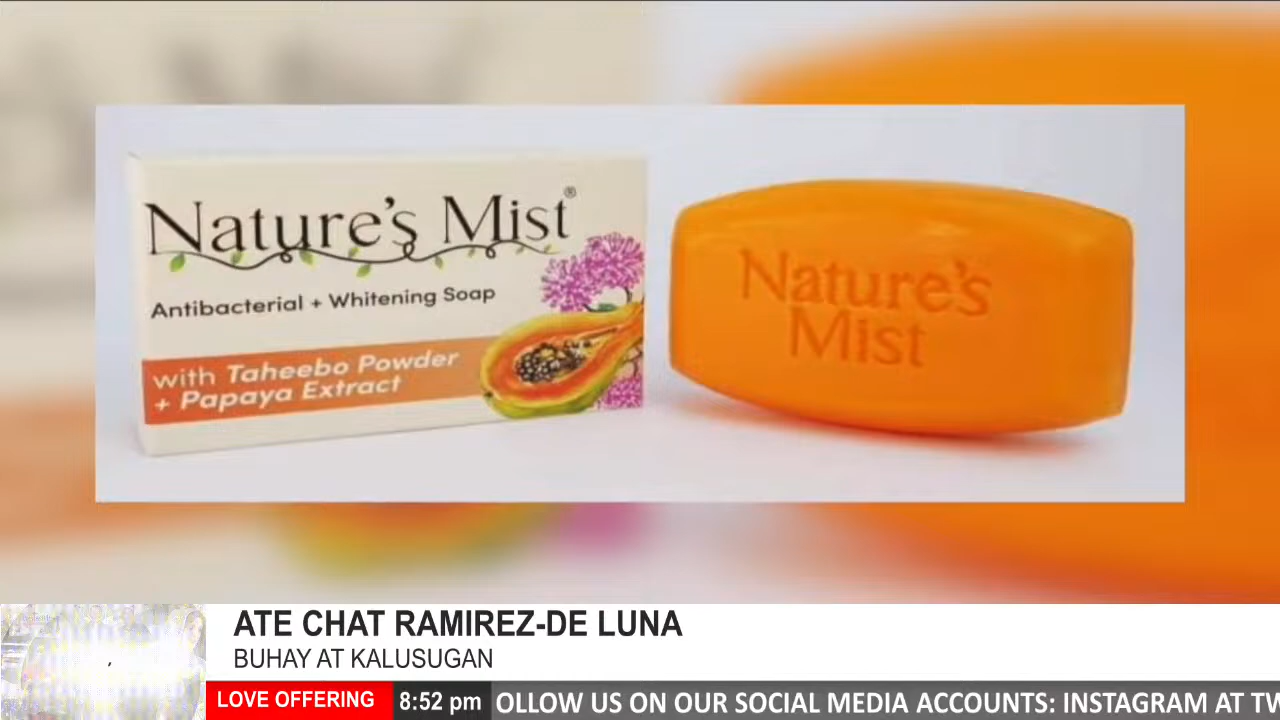 Nature's Mist®
Antibacterial + Whitening Soap
with Taheebo Powder
+ Papaya Extract
Nature's
Mist
ATE CHAT RAMIREZ-DE LUNA
BUHAY AT KALUSUGAN
LOVE OFFERING
8:52 pm
OLLOW US ON OUR SOCIAL MEDIA ACCOUNTS: INSTAGRAM AT TW